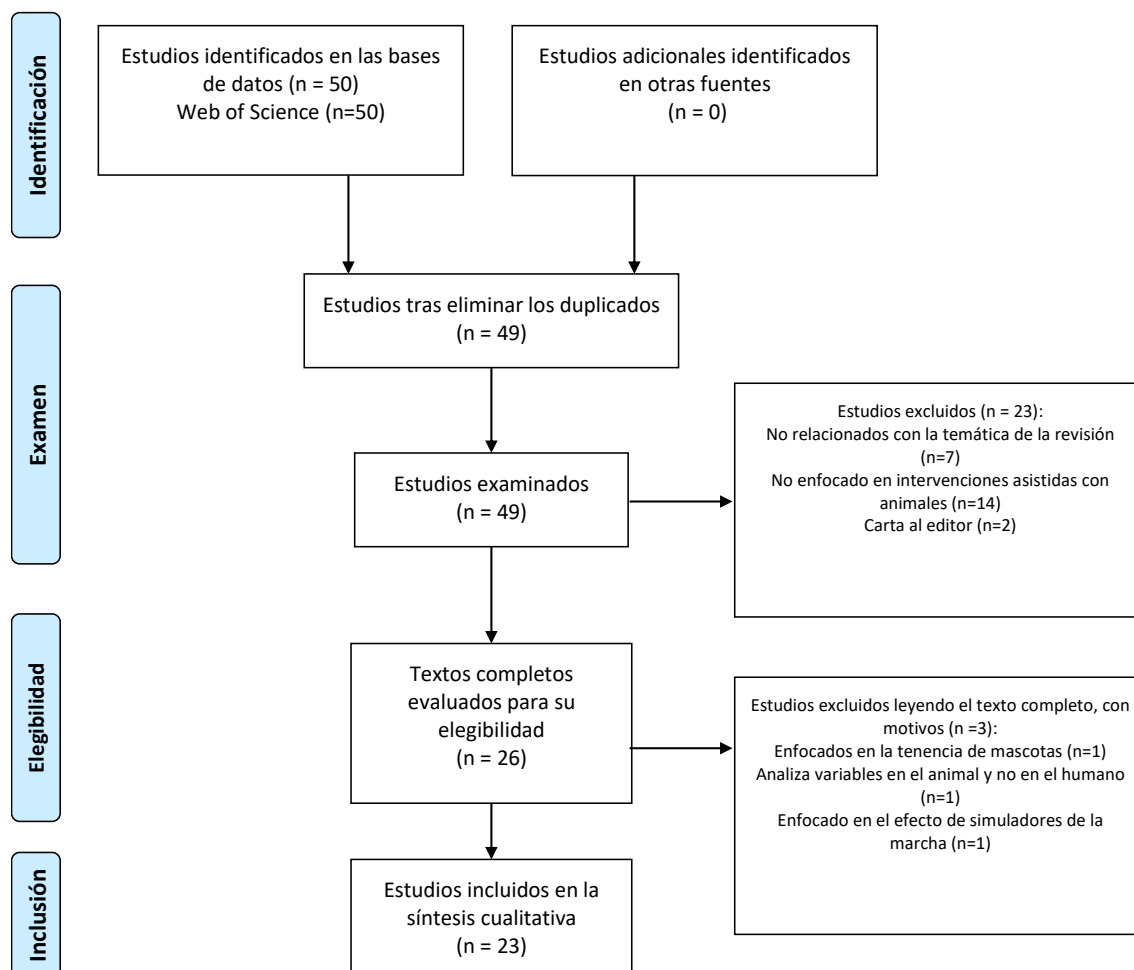 Identificación
Estudios identificados en las bases
de datos (n = 50)
Web of Science (n=50)
Estudios adicionales identificados
en otras fuentes
(n = 0)
Examen
Estudios tras eliminar los duplicados
(n = 49)
Estudios examinados
(n = 49)
Estudios excluidos (n = 23):
No relacionados con la temática de la revisión
(n=7)
No enfocado en intervenciones asistidas con
animales (n=14)
Carta al editor (n=2)
Elegibilidad
Textos completos
evaluados para su
elegibilidad
(n = 26)
Estudios excluidos leyendo el texto completo, con
motivos (n =3):
Enfocados en la tenencia de mascotas (n=1)
Analiza variables en el animal y no en el humano
(n=1)
Enfocado en el efecto de simuladores de la
marcha (n=1)
Inclusión
Estudios incluidos en la
síntesis cualitativa
(n = 23)